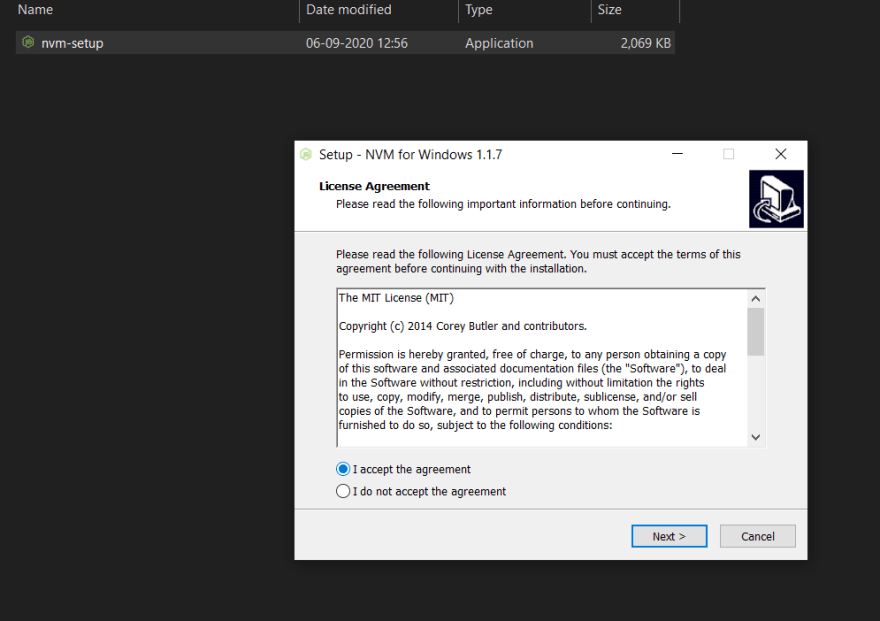 Name Date modified Type Size
nvm-setup 06-09-2020 12:56 Application 2,069 KB
Setup - NVM for Windows 1.1.7
License Agreement
Please read the following important information before continuing.
Please read the following License Agreement. You must accept the terms of this
agreement before continuing with the installation.
The MIT License (MIT)
Copyright (c) 2014 Corey Butler and contributors.
Permission is hereby granted, free of charge, to any person obtaining a copy
of this software and associated documentation files (the "Software"), to deal
in the Software without restriction, including without limitation the rights
to use, copy, modify, merge, publish, distribute, sublicense, and/or sell
copies of the Software, and to permit persons to whom the Software is
furnished to do so, subject to the following conditions:
I accept the agreement
I do not accept the agreement
Next > Cancel